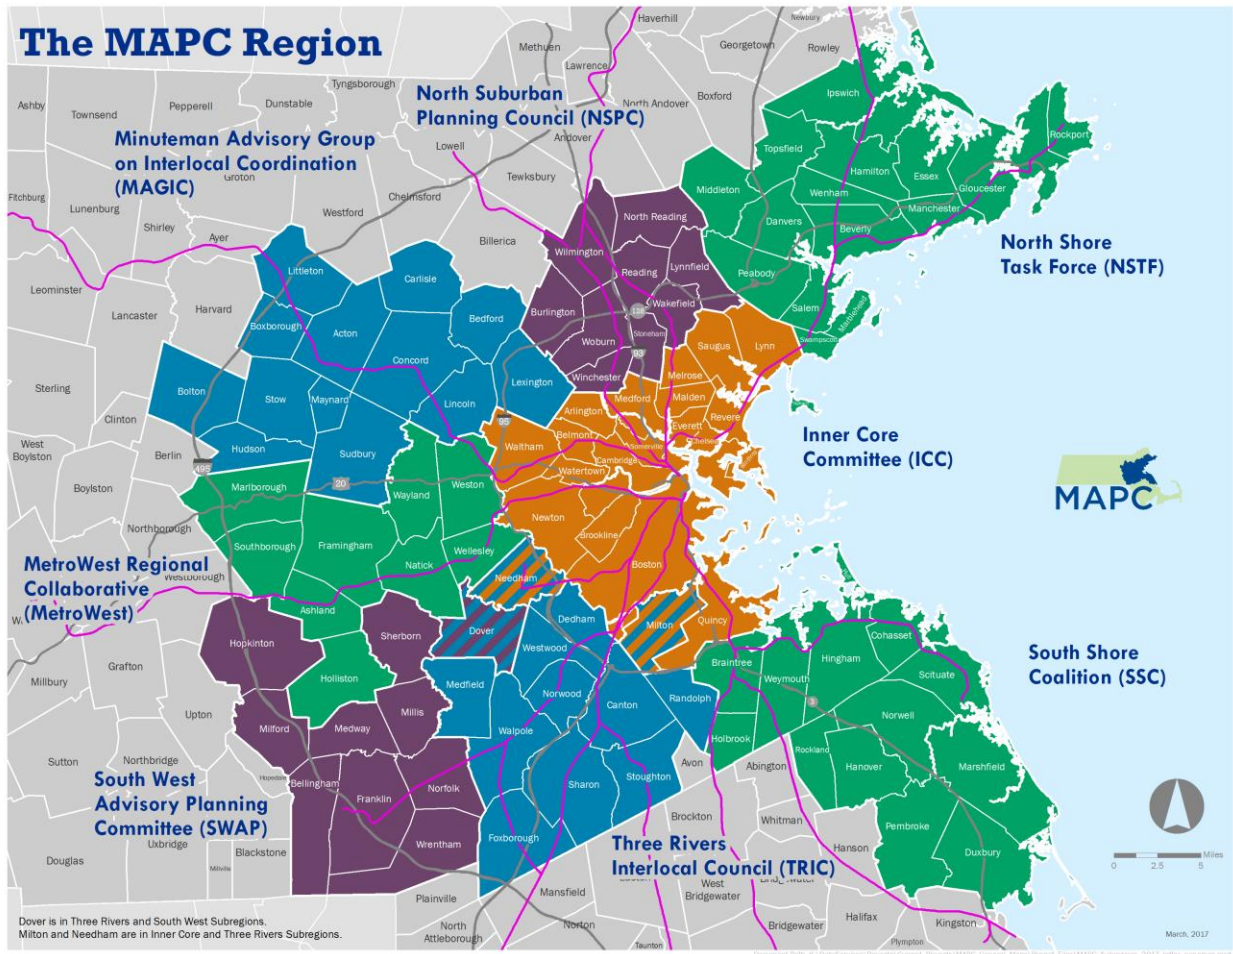 The MAPC Region
Haverhill
Newbury
Methuen
Georgetown
Rowley
Lawrence
Tyngsborough
North Suburban
Planning Council (NSPC)
North Andover
Boxford
Ipswich
Ashby
Townsend
Pepperell
Dunstable
Minuteman Advisory Group
on Interlocal Coordination
(MAGIC)
Groton
Lowell
Andover
Topsfield
Rockport
Tewksbury
Middleton
Hamilton
Essex
Gloucester
Wenham
Manchester
Fitchburg
Lunenburg
Shirley
Ayer
Westford
Chelmsford
Billerica
North Reading
Danvers
Beverly
North Shore
Task Force (NSTF)
Wilmington
Reading
Lynnfield
Peabody
Littleton
Carlisle
Leominster
Harvard
Lancaster
Burlington
Wakefield
Salem
Marblehead
128
Boxborough
Acton
Bedford
Woburn
Stoneham
93
Saugus
Lynn
Swampscott
Concord
Winchester
Melrose
Lexington
Sterling
Clinton
Bolton
Stow
Maynard
Lincoln
95
Arlington
Medford
Malden
Revere
Everett
Inner Core
Committee (ICC)
West
Boylston
Berlin
Hudson
Sudbury
Waltham
Belmont
Somerville
Chelsea
Cambridge
Watertown
495
20
Marlborough
Wayland
Weston
Boylston
MAPC
Northborough
Newton
Brookline
Southborough
Framingham
Natick
Wellesley
Boston
MetroWest Regional
Collaborative
(MetroWest)
Westborough
Needham
Ashland
Hopkinton
Sherborn
Dover
Dedham
Milton
Quincy
Cohasset
Grafton
Westwood
Braintree
Hingham
Scituate
South Shore
Coalition (SSC)
Millbury
Holliston
Medfield
Norwood
Canton
Randolph
Weymouth
3
Norwell
Upton
Milford
Medway
Millis
Walpole
Holbrook
Rockland
Hanover
Marshfield
Sutton
Northbridge
Hopedale
Bellingham
Franklin
Norfolk
Sharon
Stoughton
Avon
Abington
South West
Advisory Planning
Committee (SWAP)
Uxbridge
Wrentham
Foxborough
Brockton
Whitman
Pembroke
Duxbury
Hanson
0 2.5 5 Miles
Douglas
Millville
Blackstone
Three Rivers
Interlocal Council (TRIC)
Plainville
Mansfield
West
Bridgewater
Halifax
Kingston
Dover is in Three Rivers and South West Subregions.
Milton and Needham are in Inner Core and Three Rivers Subregions.
North
Attleborough
Norton
Taunton
Bridgewater
Plympton
March, 2017